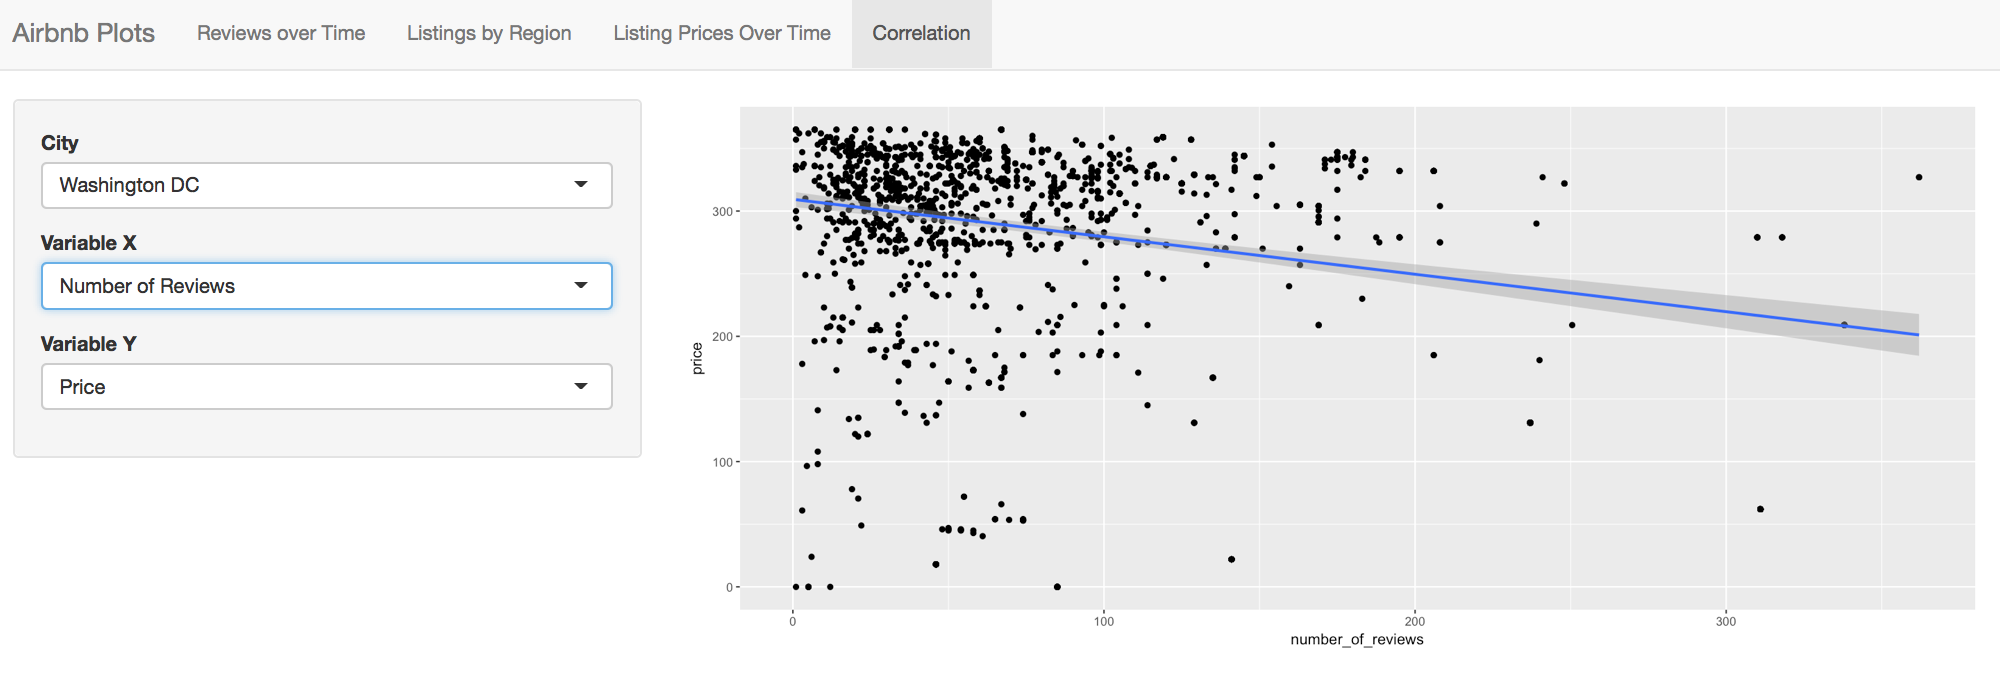 Airbnb Plots Reviews over Time Listings by Region Listing Prices Over Time Correlation
City
Washington DC
Variable X
Number of Reviews
Variable Y
Price
price
300
200
100
0
0 100 200 300
number_of_reviews